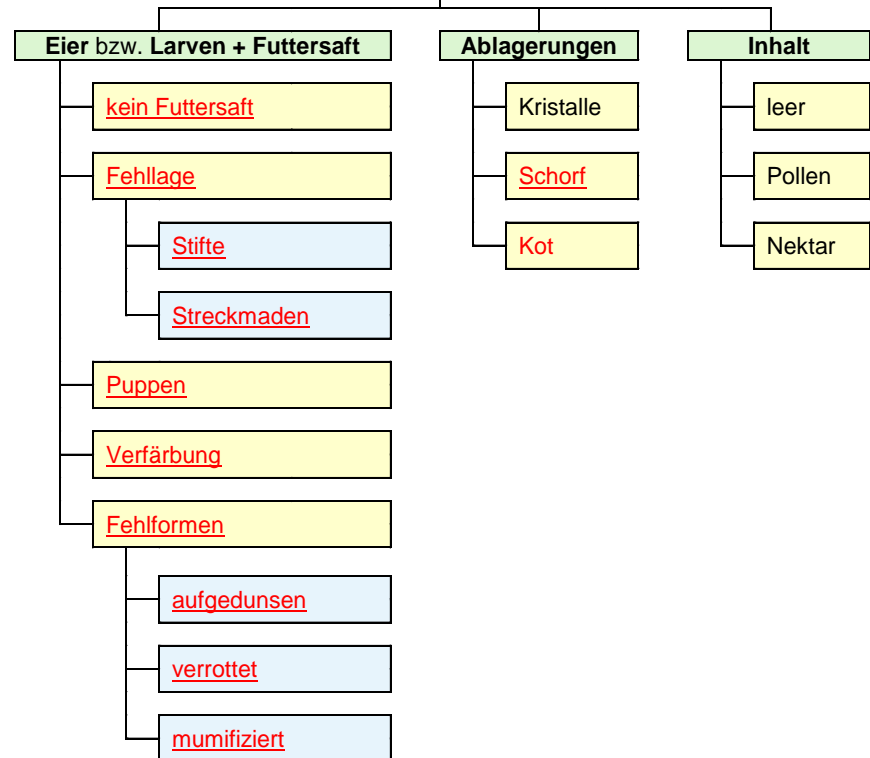 Eier bzw. Larven + Futtersaft
kein Futtersaft
Fehllage
Stifte
Streckmaden
Puppen
Verfärbung
Fehlformen
aufgedunsen
verrottet
mumifiziert
Ablagerungen
Kristalle
Schorf
Kot
Inhalt
leer
Pollen
Nektar